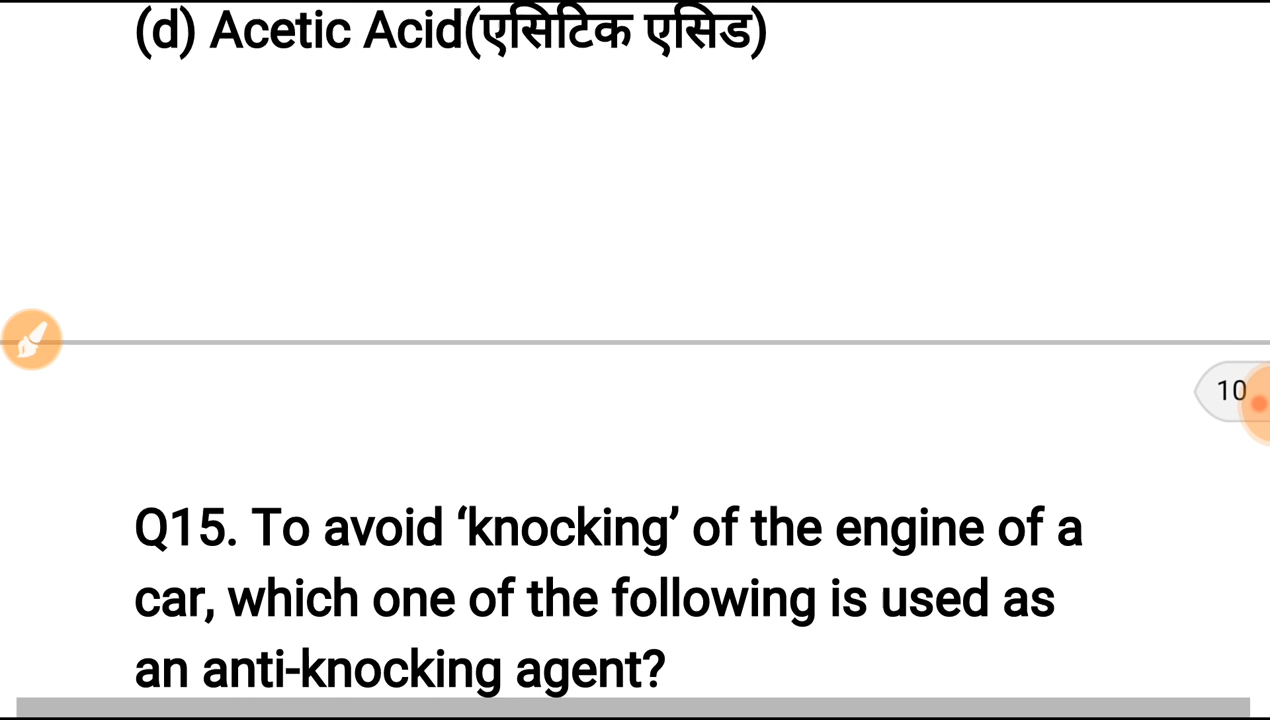 (d) Acetic Acid(एसिटिक एसिड)
10
Q15. To avoid ‘knocking’ of the engine of a
car, which one of the following is used as
an anti-knocking agent?